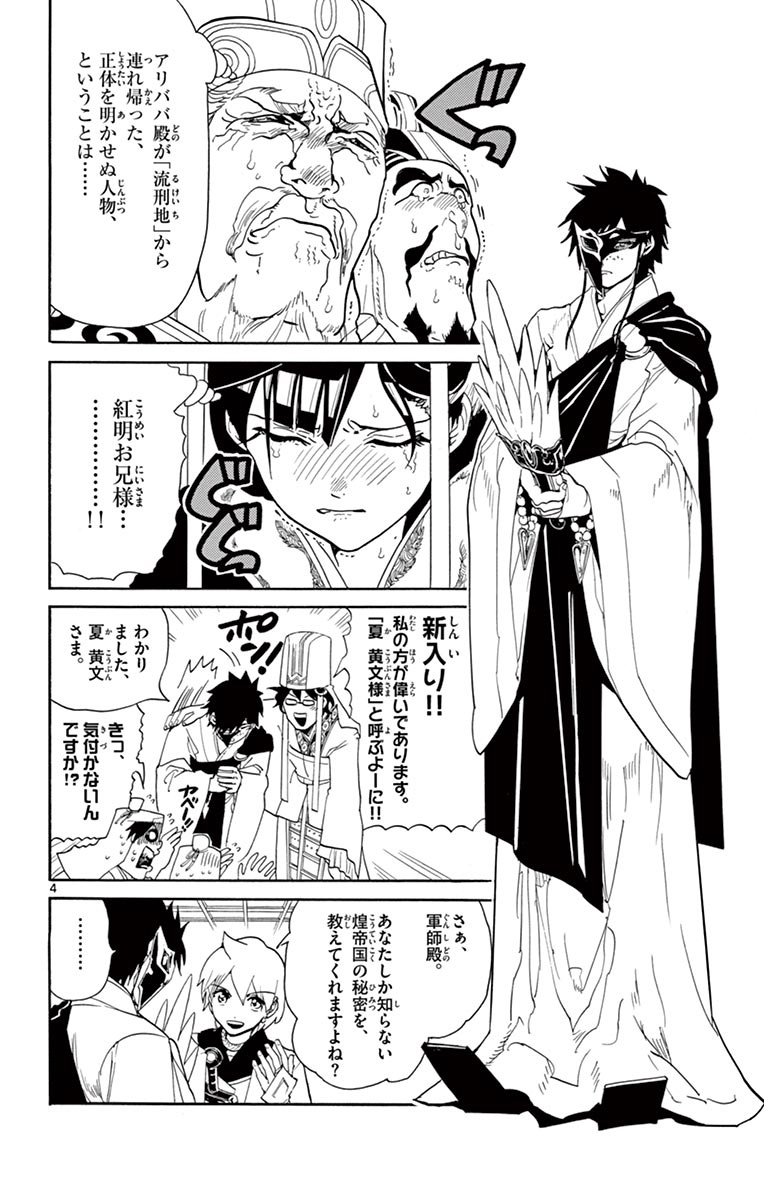 アリババ殿が「流刑地」から
連れ帰った、
正体を明かせぬ人物、
ということは……
じ〜ん
紅明お兄様…
…………!!
じ〜ん
新入り!!
私の方が偉いであります。
「夏 黄文様」と呼ぶよーに!!
ポン!
わかり
ました、
夏 黄文
さま。
ヤベー!!
きっ、
気付かないん
ですか!?
4
さぁ、
軍師殿。
あなたしか知らない
煌帝国の秘密を、
教えてくれますよね?
………